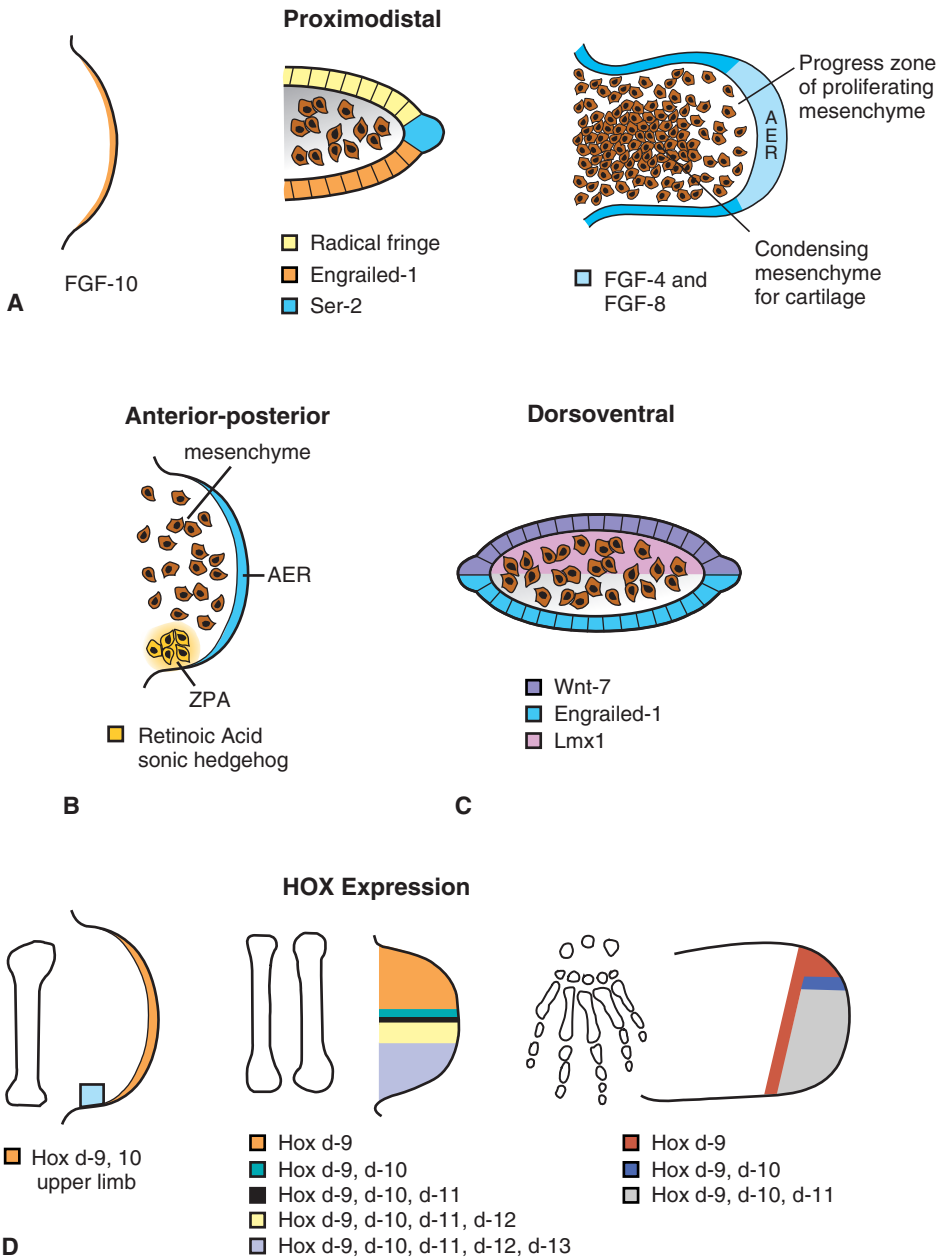 Proximodistal
FGF-10
A
Radical fringe
Engrailed-1
Ser-2
AER
Progress zone
of proliferating
mesenchyme
Condensing
mesenchyme
for cartilage
FGF-4 and
FGF-8
Anterior-posterior
mesenchyme
AER
ZPA
Retinoic Acid
sonic hedgehog
B
Dorsoventral
Wnt-7
Engrailed-1
Lmx1
C
HOX Expression
Hox d-9, 10
upper limb
D
Hox d-9
Hox d-9, d-10
Hox d-9, d-10, d-11
Hox d-9, d-10, d-11, d-12
Hox d-9, d-10, d-11, d-12, d-13
Hox d-9
Hox d-9, d-10
Hox d-9, d-10, d-11